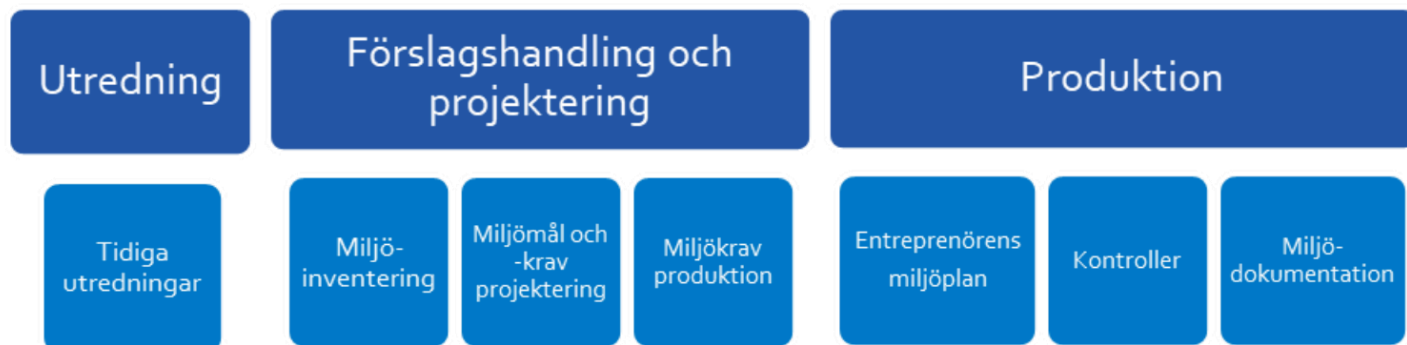 Utredning
Förslagshandling och
projektering
Produktion
Tidiga
utredningar
Miljö-
inventering
Miljömål och
-krav
projektering
Miljökrav
produktion
Entreprenörens
miljöplan
Kontroller
Miljö-
dokumentation